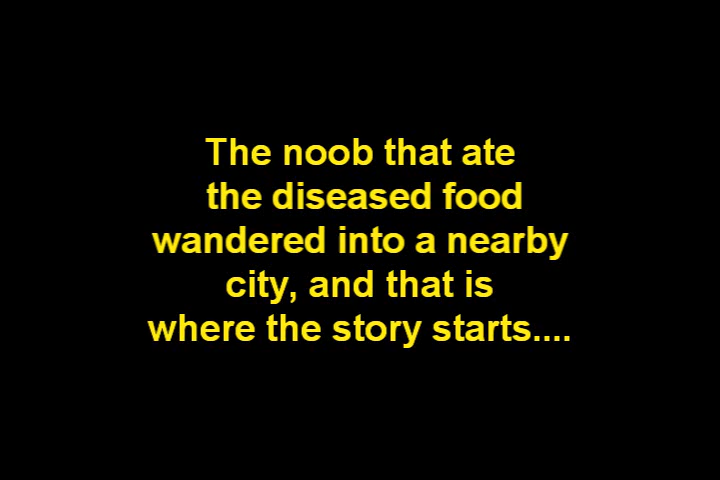 The noob that ate
the diseased food
wandered into a nearby
city, and that is
where the story starts....